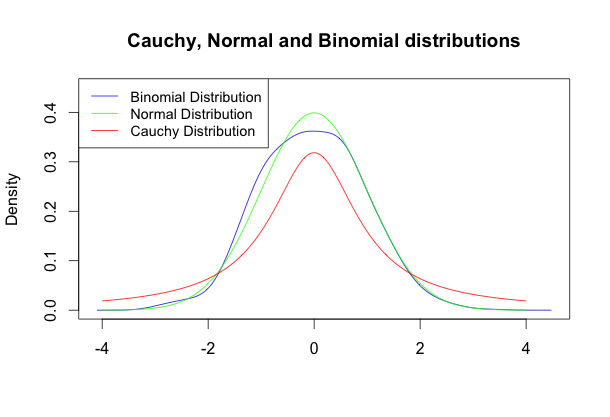 Cauchy, Normal and Binomial distributions
Binomial Distribution
Normal Distribution
Cauchy Distribution
Density
0.4
0.3
0.2
0.1
0.0
-4 -2 0 2 4